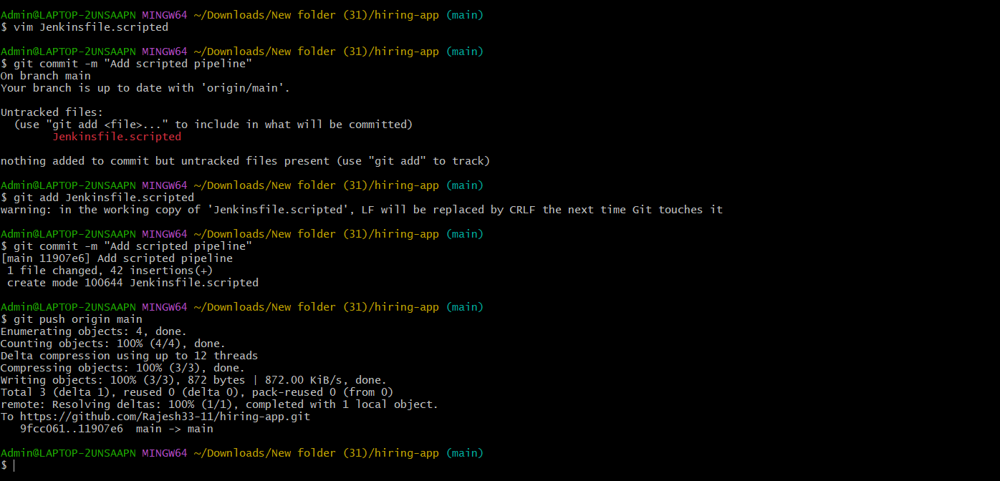 Admin@LAPTOP-2UNSAAPN MINGW64 ~/Downloads/New folder (31)/hiring-app (main)
$ vim Jenkinsfile.scripted
Admin@LAPTOP-2UNSAAPN MINGW64 ~/Downloads/New folder (31)/hiring-app (main)
$ git commit -m "Add scripted pipeline"
On branch main
Your branch is up to date with 'origin/main'.
Untracked files:
  (use "git add <file>..." to include in what will be committed)
        Jenkinsfile.scripted
nothing added to commit but untracked files present (use "git add" to track)
Admin@LAPTOP-2UNSAAPN MINGW64 ~/Downloads/New folder (31)/hiring-app (main)
$ git add Jenkinsfile.scripted
warning: in the working copy of 'Jenkinsfile.scripted', LF will be replaced by CRLF the next time Git touches it
Admin@LAPTOP-2UNSAAPN MINGW64 ~/Downloads/New folder (31)/hiring-app (main)
$ git commit -m "Add scripted pipeline"
[main 11907e6] Add scripted pipeline
 1 file changed, 42 insertions(+)
 create mode 100644 Jenkinsfile.scripted
Admin@LAPTOP-2UNSAAPN MINGW64 ~/Downloads/New folder (31)/hiring-app (main)
$ git push origin main
Enumerating objects: 4, done.
Counting objects: 100% (4/4), done.
Delta compression using up to 12 threads
Compressing objects: 100% (3/3), done.
Writing objects: 100% (3/3), 872 bytes | 872.00 KiB/s, done.
Total 3 (delta 1), reused 0 (delta 0), pack-reused 0 (from 0)
remote: Resolving deltas: 100% (1/1), completed with 1 local object.
To https://github.com/Rajesh33-11/hiring-app.git
   9fcc061..11907e6  main -> main
Admin@LAPTOP-2UNSAAPN MINGW64 ~/Downloads/New folder (31)/hiring-app (main)
$